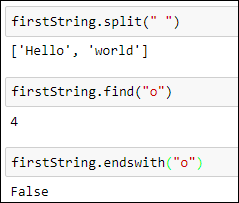 firstString.split(" ")
['Hello', 'world']
firstString.find("o")
4
firstString.endswith("o")
False